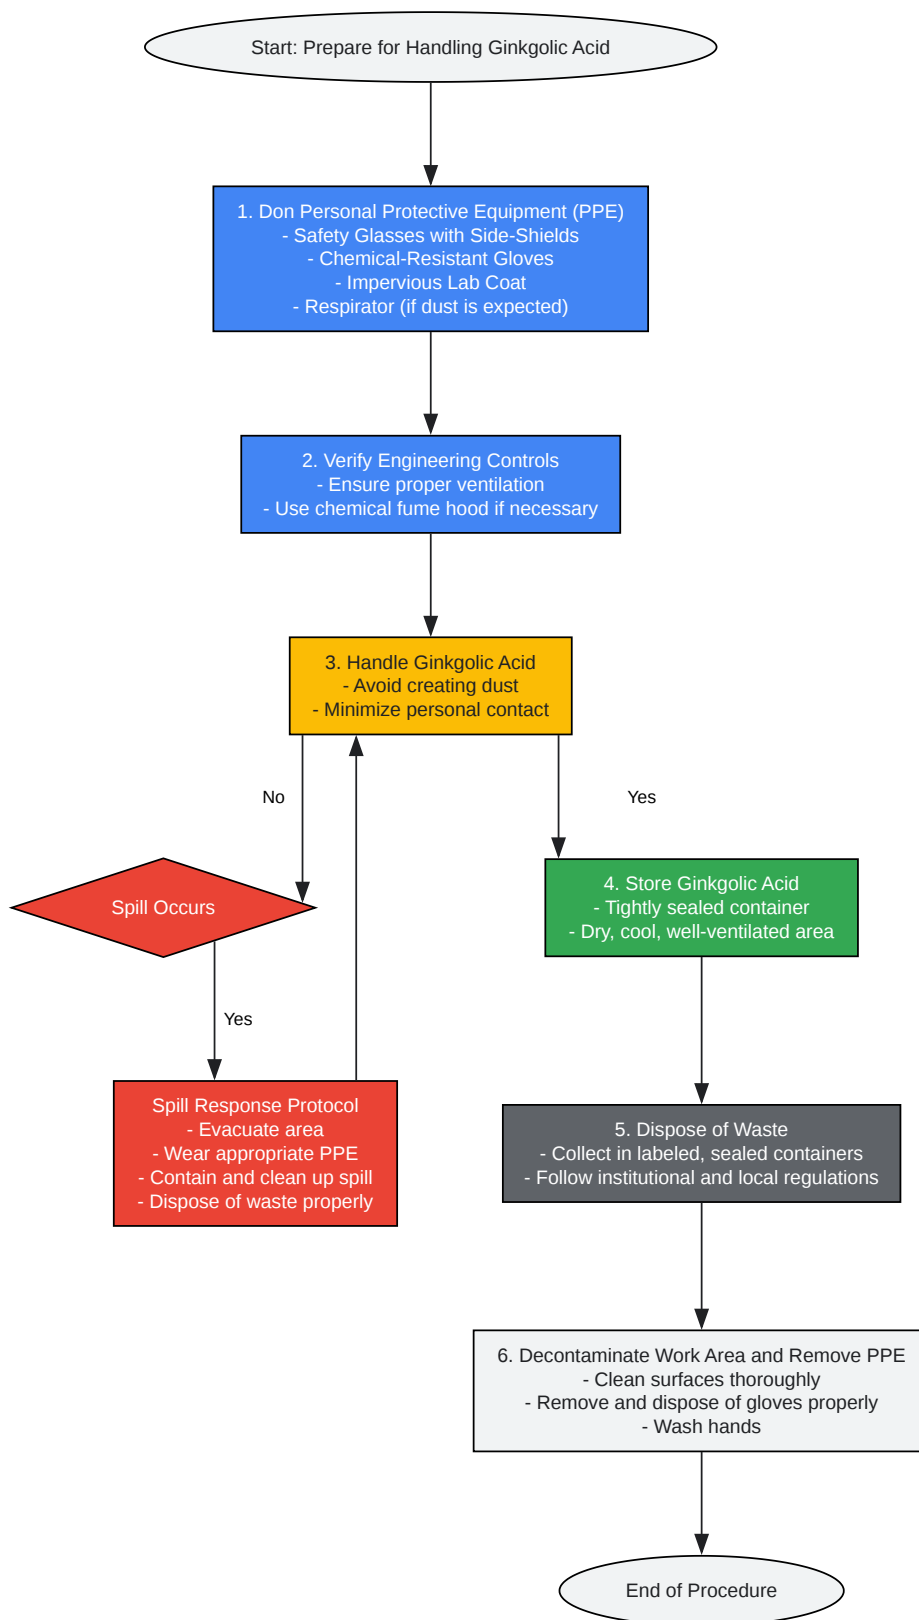 Start: Prepare for Handling Ginkgolic Acid
1. Don Personal Protective Equipment (PPE)
- Safety Glasses with Side-Shields
- Chemical-Resistant Gloves
- Impervious Lab Coat
- Respirator (if dust is expected)
2. Verify Engineering Controls
- Ensure proper ventilation
- Use chemical fume hood if necessary
3. Handle Ginkgolic Acid
- Avoid creating dust
- Minimize personal contact
No
Yes
Spill Occurs
4. Store Ginkgolic Acid
- Tightly sealed container
- Dry, cool, well-ventilated area
Yes
Spill Response Protocol
- Evacuate area
- Wear appropriate PPE
- Contain and clean up spill
- Dispose of waste properly
5. Dispose of Waste
- Collect in labeled, sealed containers
- Follow institutional and local regulations
6. Decontaminate Work Area and Remove PPE
- Clean surfaces thoroughly
- Remove and dispose of gloves properly
- Wash hands
End of Procedure